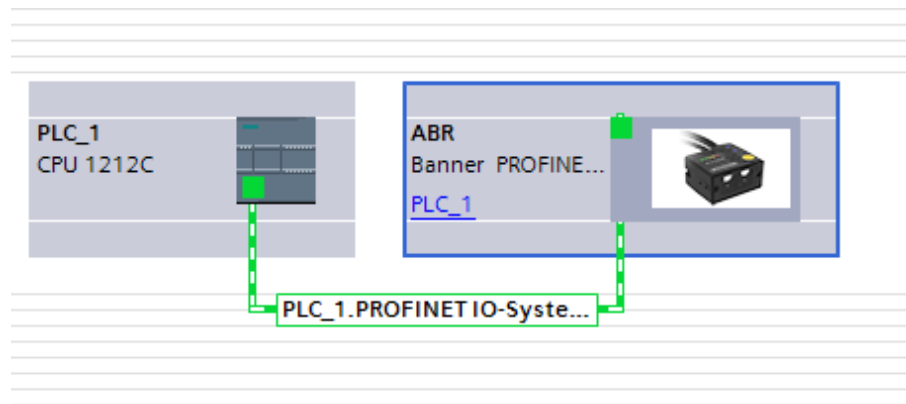 PLC_1
CPU 1212C
ABR
Banner PROFINE...
PLC_1
PLC_1.PROFINET IO-Syste...